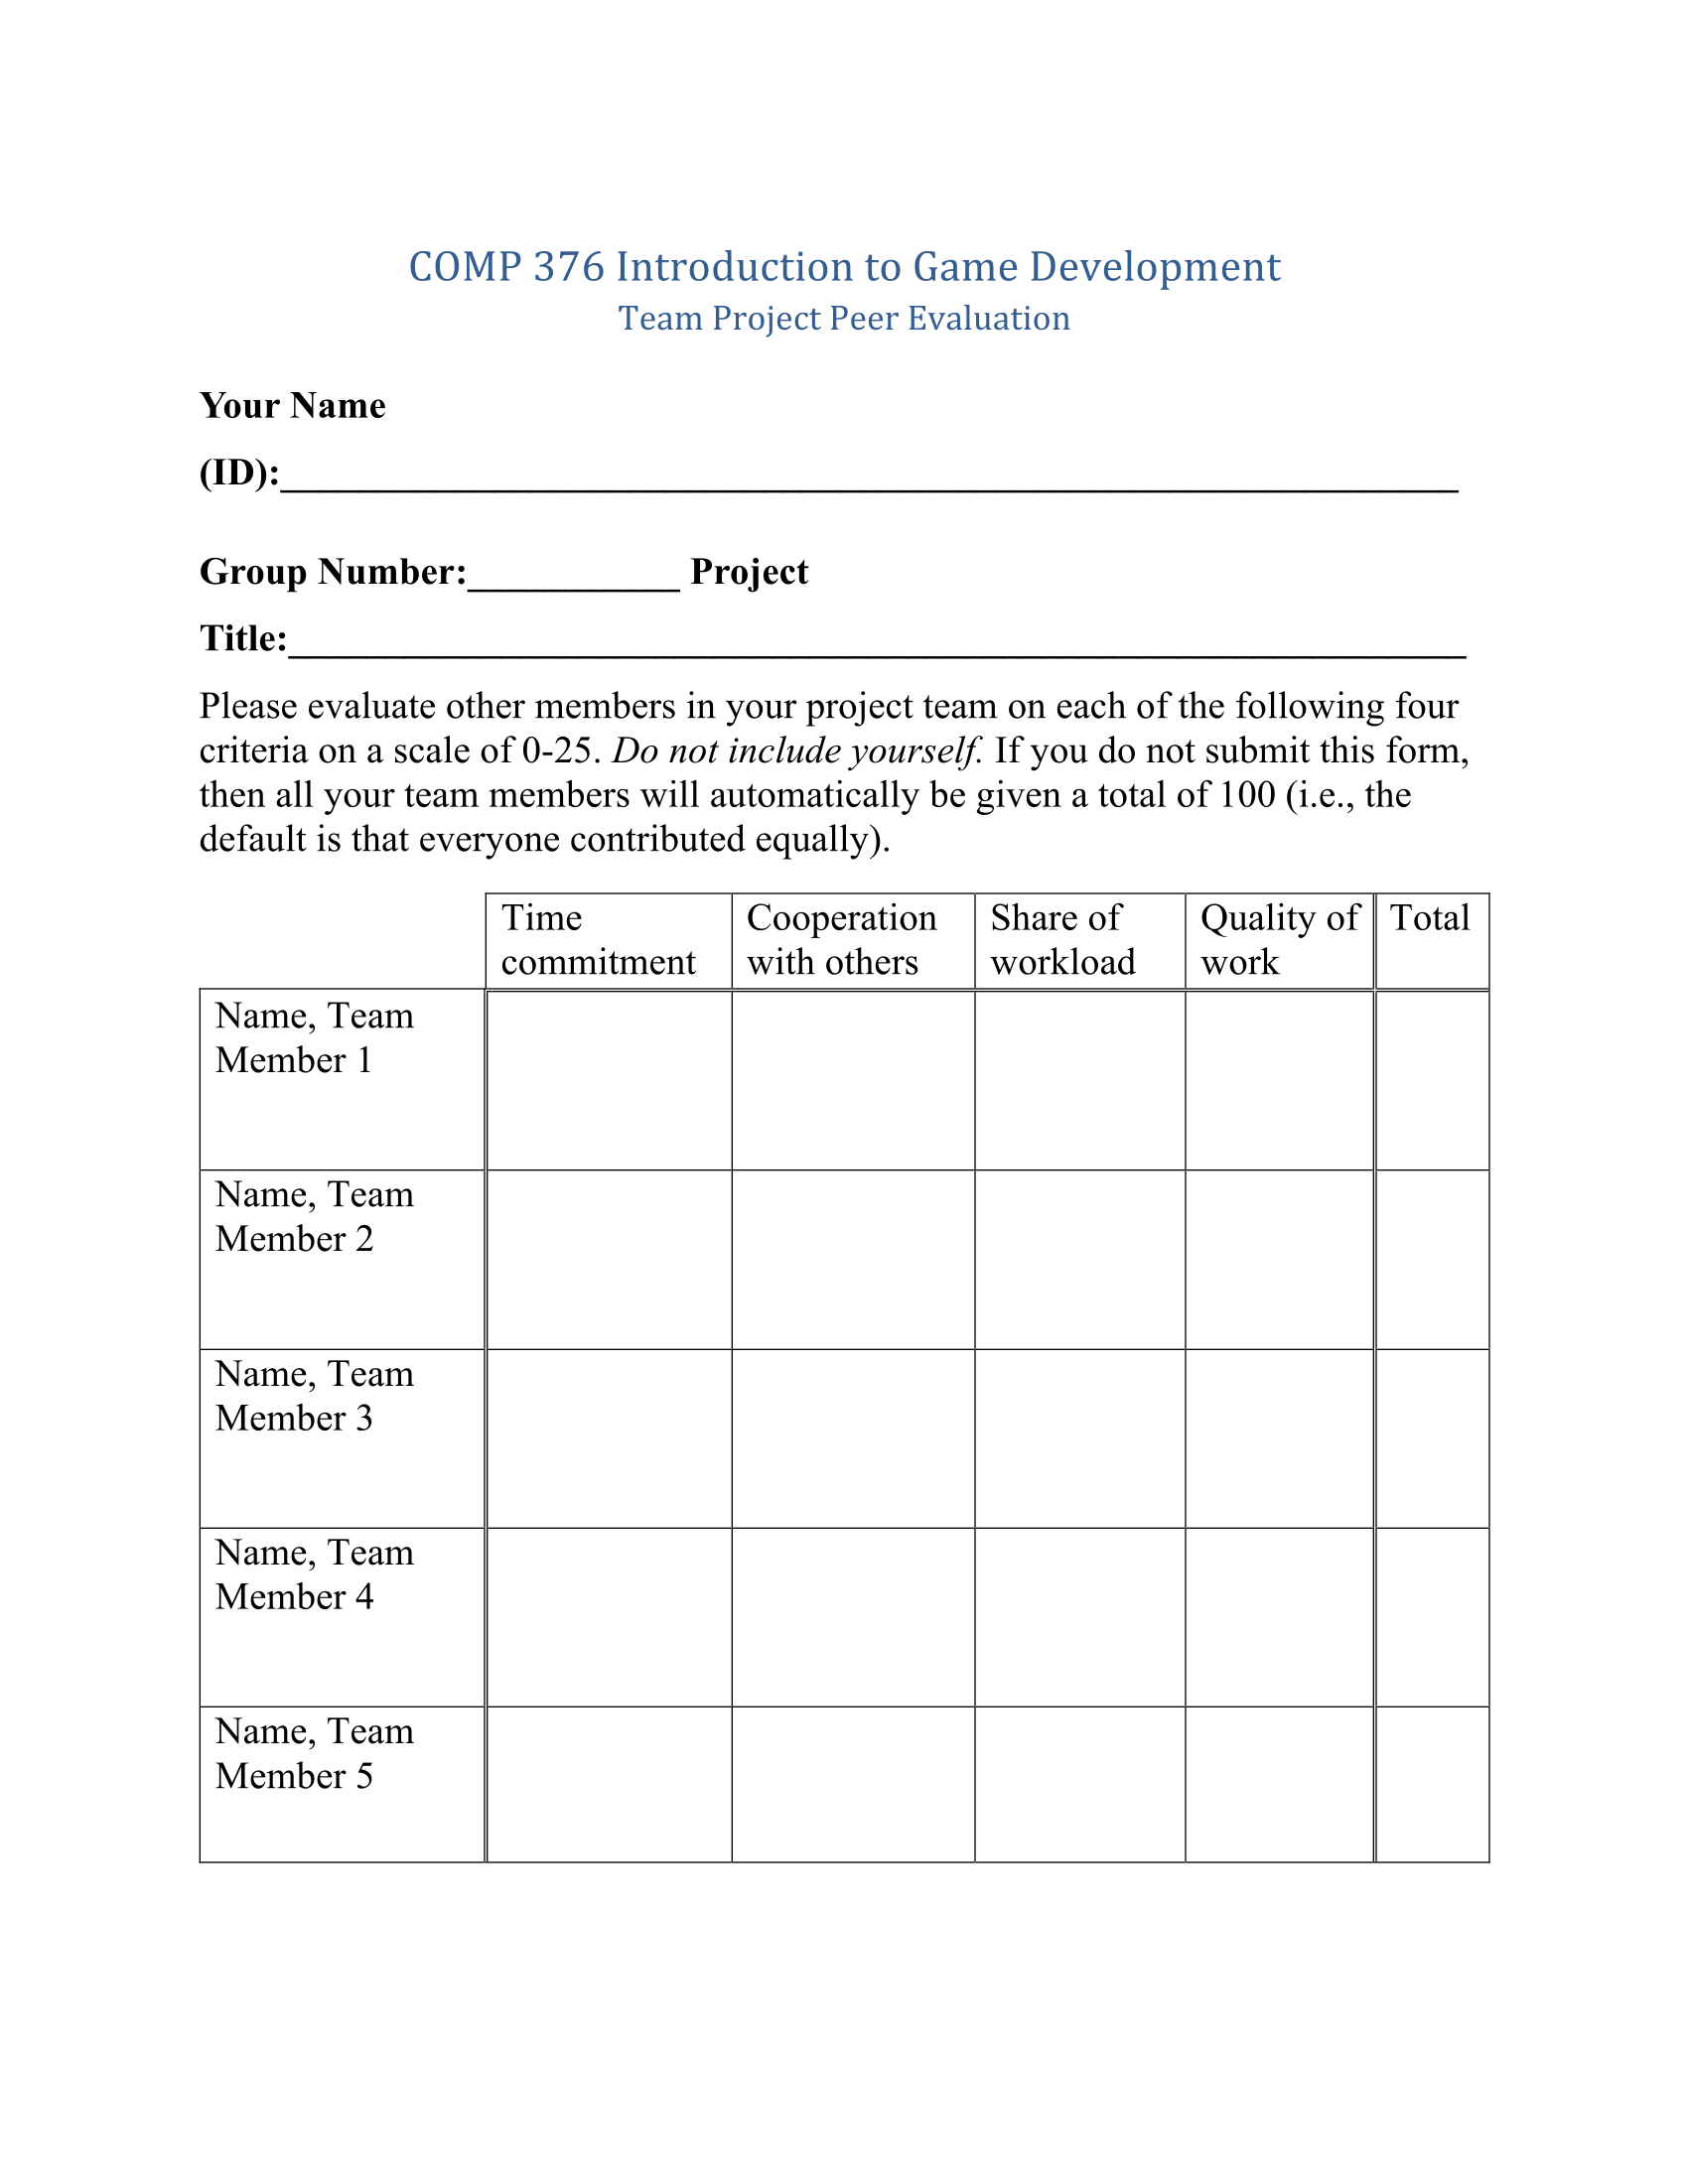 COMP 376 Introduction to Game Development
Team Project Peer Evaluation
Your Name
(ID):______________________________________________________________
Group Number:___________ Project
Title:______________________________________________________________
Please evaluate other members in your project team on each of the following four
criteria on a scale of 0-25. Do not include yourself. If you do not submit this form,
then all your team members will automatically be given a total of 100 (i.e., the
default is that everyone contributed equally).
Time commitment
Cooperation with others
Share of workload
Quality of work
Total
Name, Team
Member 1
Name, Team
Member 2
Name, Team
Member 3
Name, Team
Member 4
Name, Team
Member 5